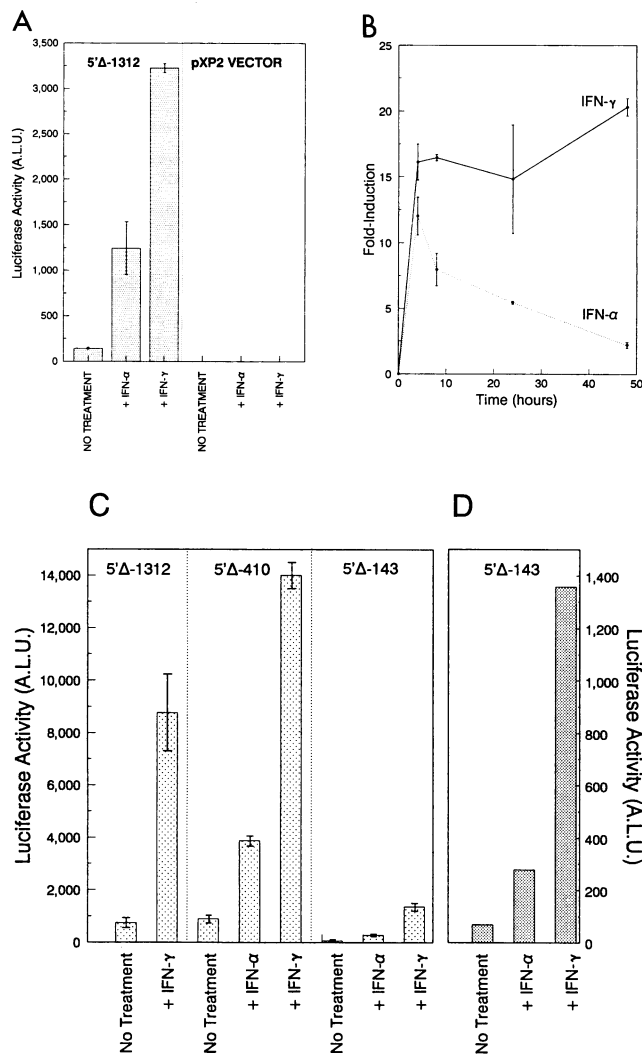 A
5'Δ-1312
pXP2 VECTOR
Luciferase Activity (A.L.U.)
3,500
3,000
2,500
2,000
1,500
1,000
500
0
NO TREATMENT
+ IFN-α
+ IFN-γ
NO TREATMENT
+ IFN-α
+ IFN-γ
B
Fold-Induction
25
20
15
10
5
0
IFN-γ
IFN-α
0
10
20
30
40
50
Time (hours)
C
5'Δ-1312
5'Δ-410
5'Δ-143
Luciferase Activity (A.L.U.)
14,000
12,000
10,000
8,000
6,000
4,000
2,000
0
No Treatment
+ IFN-γ
No Treatment
+ IFN-α
+ IFN-γ
No Treatment
+ IFN-α
+ IFN-γ
D
5'Δ-143
1,400
1,200
1,000
800
600
400
200
0
Luciferase Activity (A.L.U.)
No Treatment
+ IFN-α
+ IFN-γ